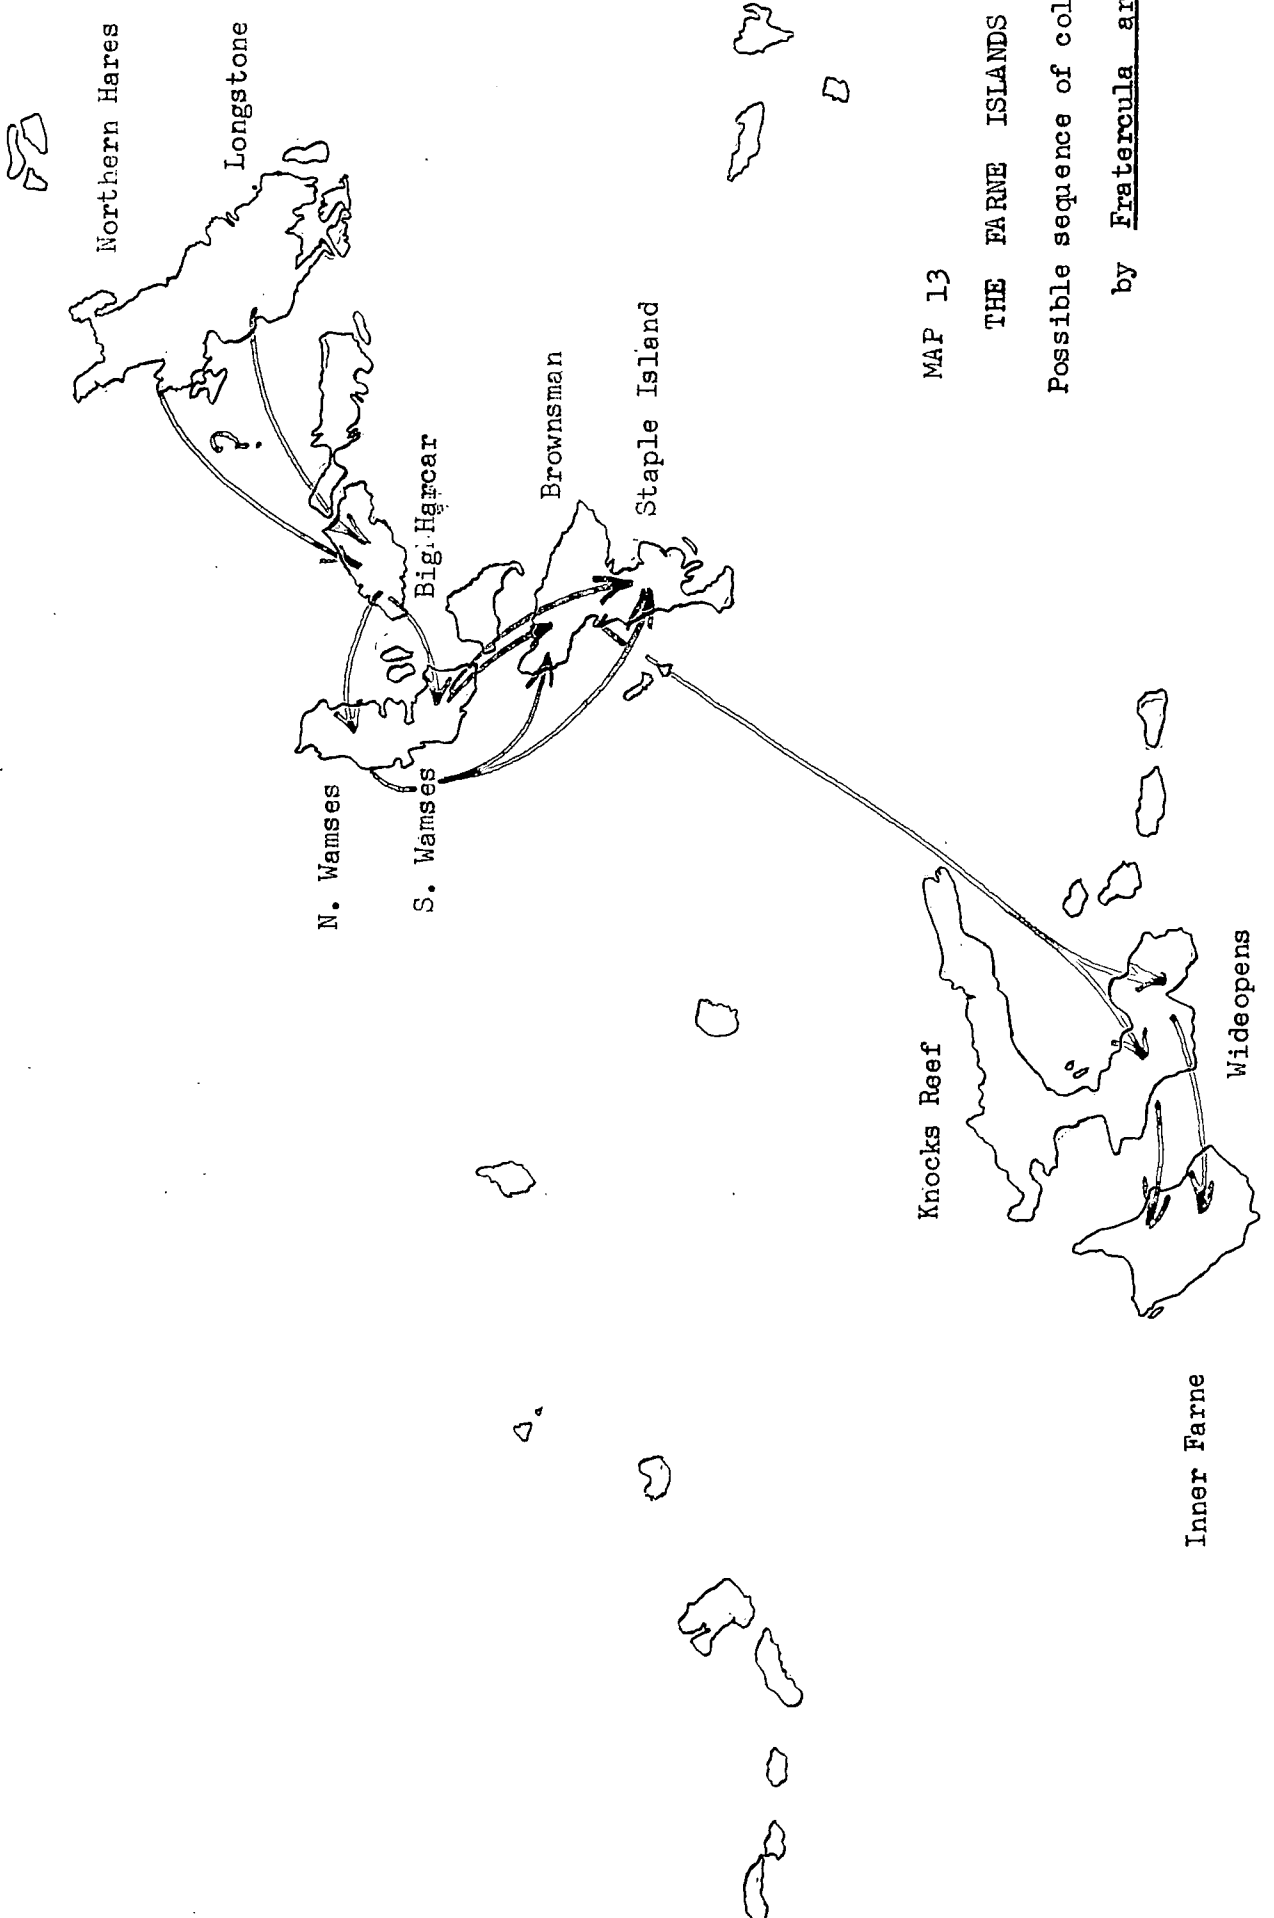 Northern Hares
Longstone
?
Big Harcar
Brownsman
Staple Island
N. Wamses
S. Wamses
Knocks Reef
Wideopens
Inner Farne
MAP 13
THE FARNE ISLANDS
Possible sequence of col
by Fratercula ar